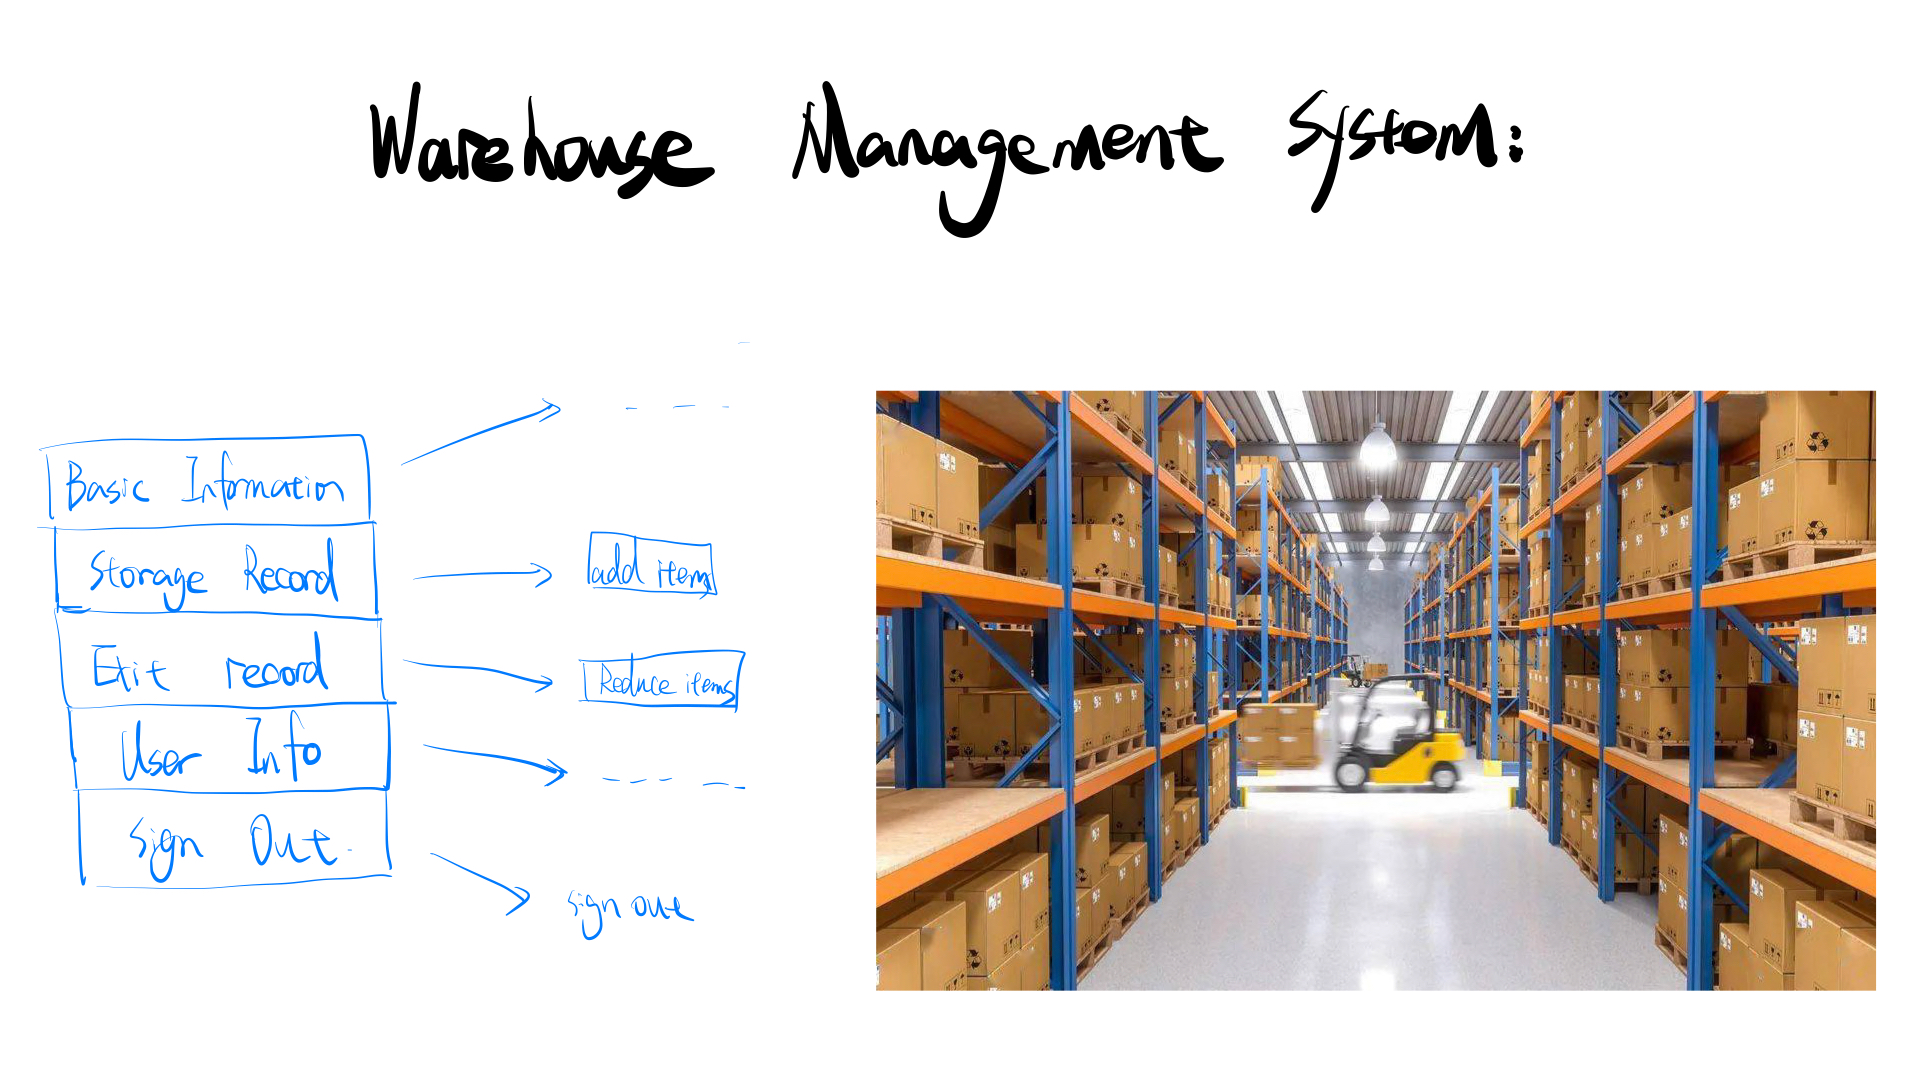 Warehouse Management System:
Basic Information
Storage Record
add items
Exit record
Reduce items
User Info
Sign Out.
sign out